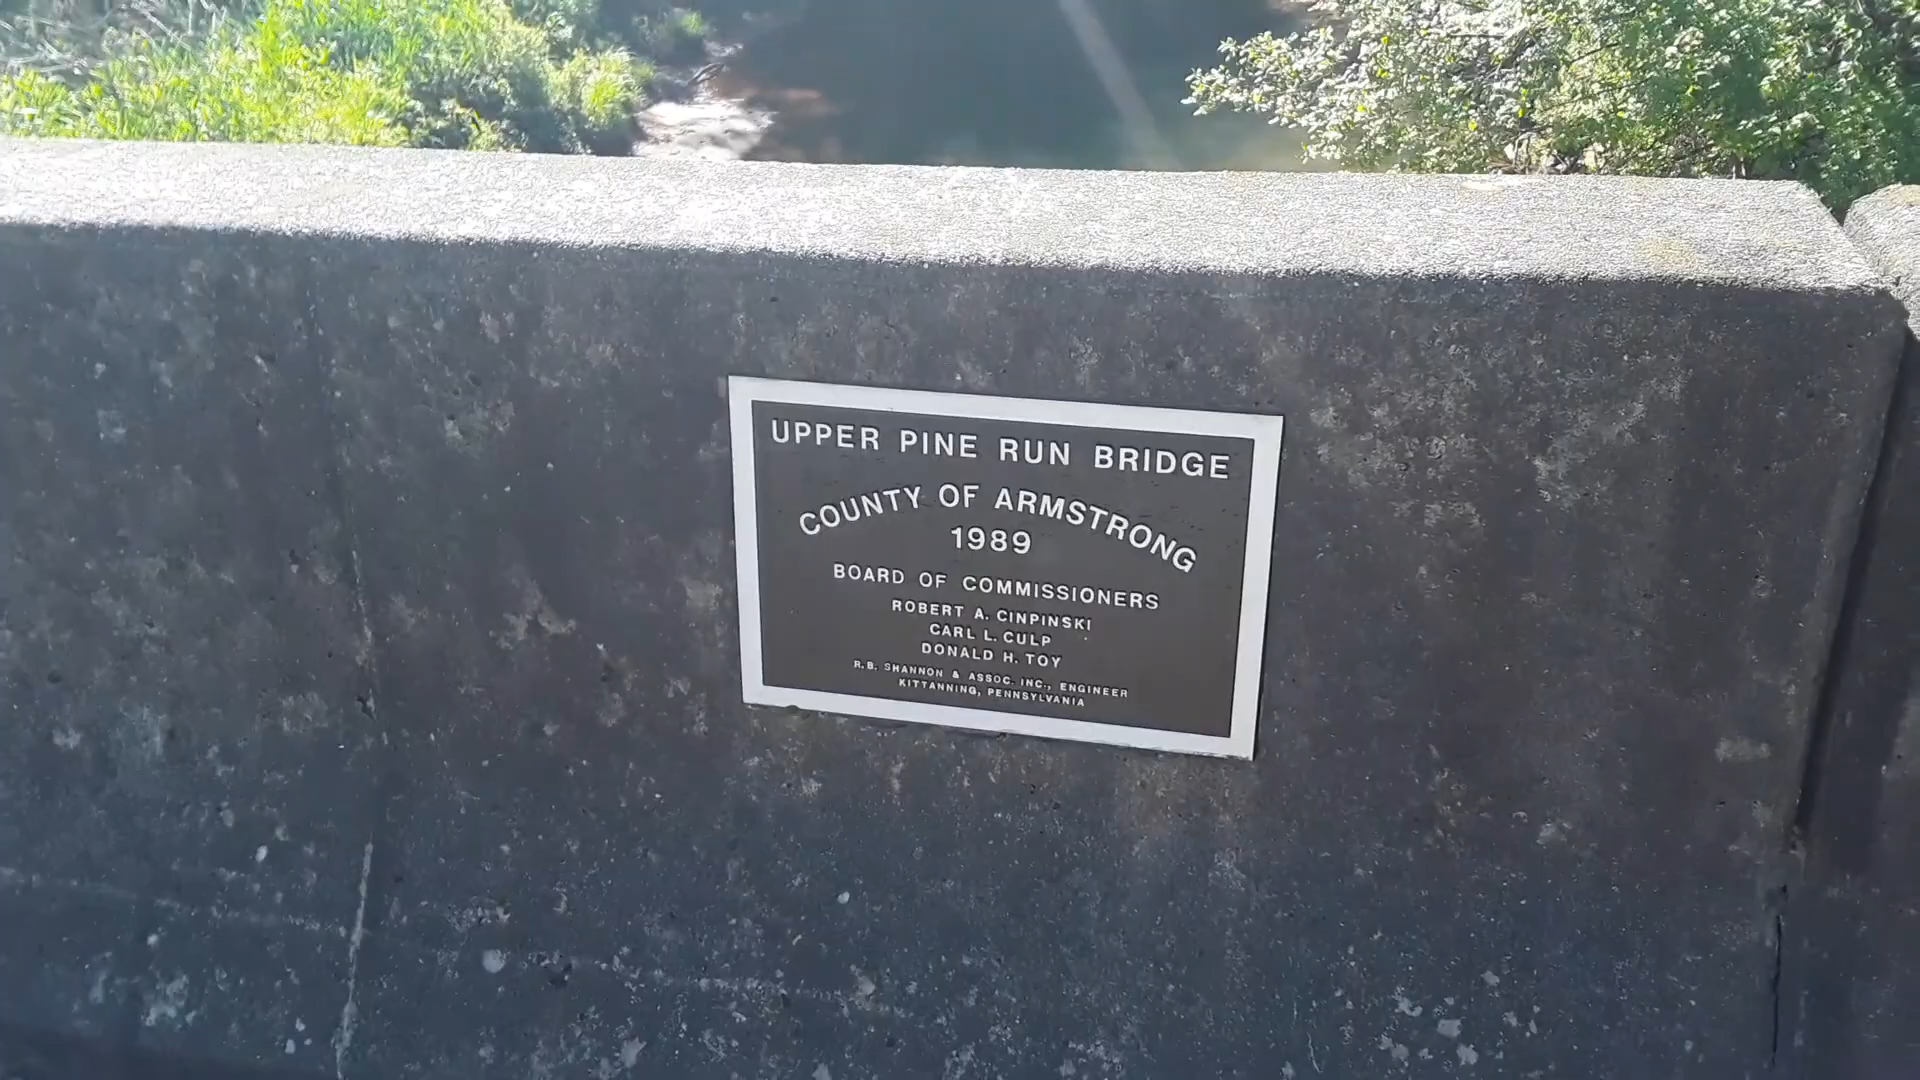 UPPER PINE RUN BRIDGE
COUNTY OF ARMSTRONG
1989
BOARD OF COMMISSIONERS
ROBERT A. CINPINSKI
CARL L. CULP
DONALD H. TOY
R.B. SHANNON & ASSOC. INC., ENGINEER
KITTANNING, PENNSYLVANIA